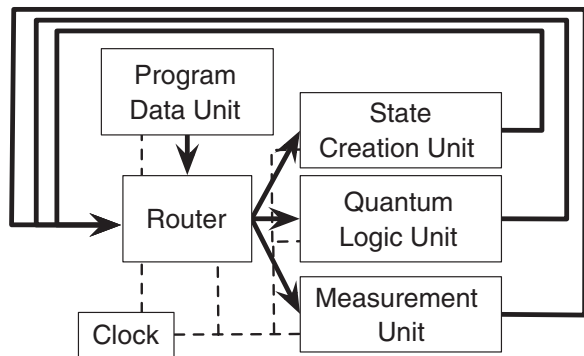 Program
Data Unit
State
Creation Unit
Router
Quantum
Logic Unit
Measurement
Unit
Clock